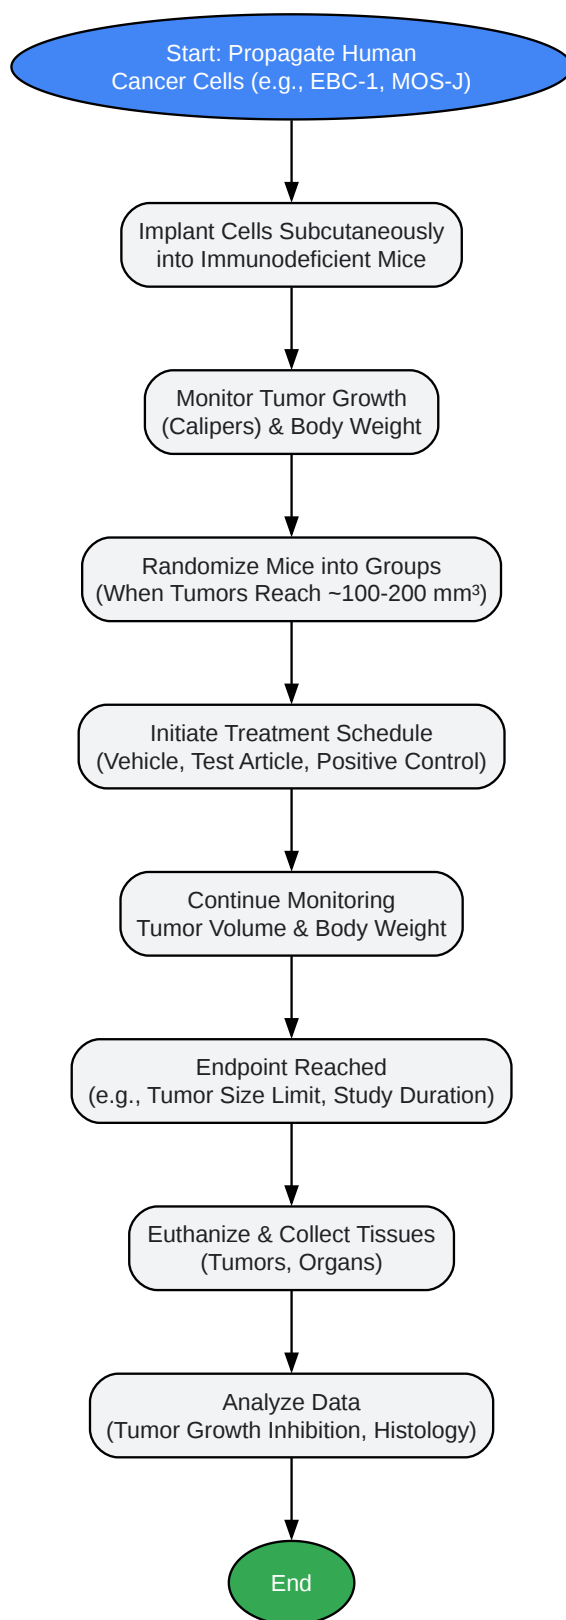 Start: Propagate Human
Cancer Cells (e.g., EBC-1, MOS-J)
Implant Cells Subcutaneously
into Immunodeficient Mice
Monitor Tumor Growth
(Calipers) & Body Weight
Randomize Mice into Groups
(When Tumors Reach ~100-200 mm³)
Initiate Treatment Schedule
(Vehicle, Test Article, Positive Control)
Continue Monitoring
Tumor Volume & Body Weight
Endpoint Reached
(e.g., Tumor Size Limit, Study Duration)
Euthanize & Collect Tissues
(Tumors, Organs)
Analyze Data
(Tumor Growth Inhibition, Histology)
End